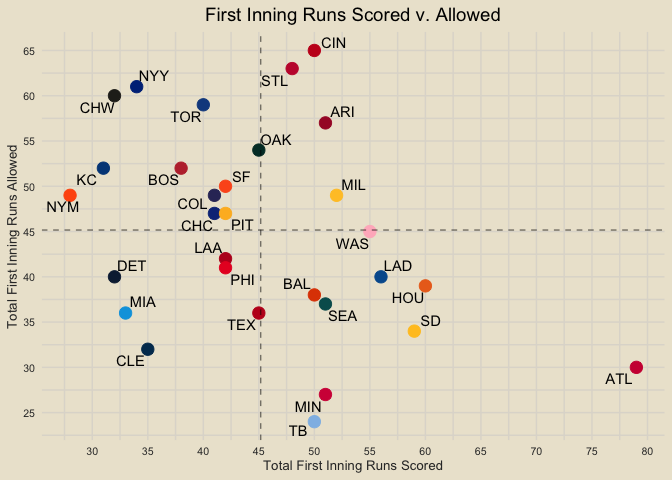 First Inning Runs Scored v. Allowed
65
60
55
50
45
40
35
30
25
Total First Inning Runs Allowed
CIN
STL
NYY
CHW
TOR
ARI
OAK
KC
BOS
SF
MIL
COL
NYM
CHC
PIT
WAS
LAA
DET
PHI
LAD
BAL
HOU
MIA
SEA
TEX
SD
CLE
ATL
MIN
TB
30
35
40
45
50
55
60
65
70
75
80
Total First Inning Runs Scored